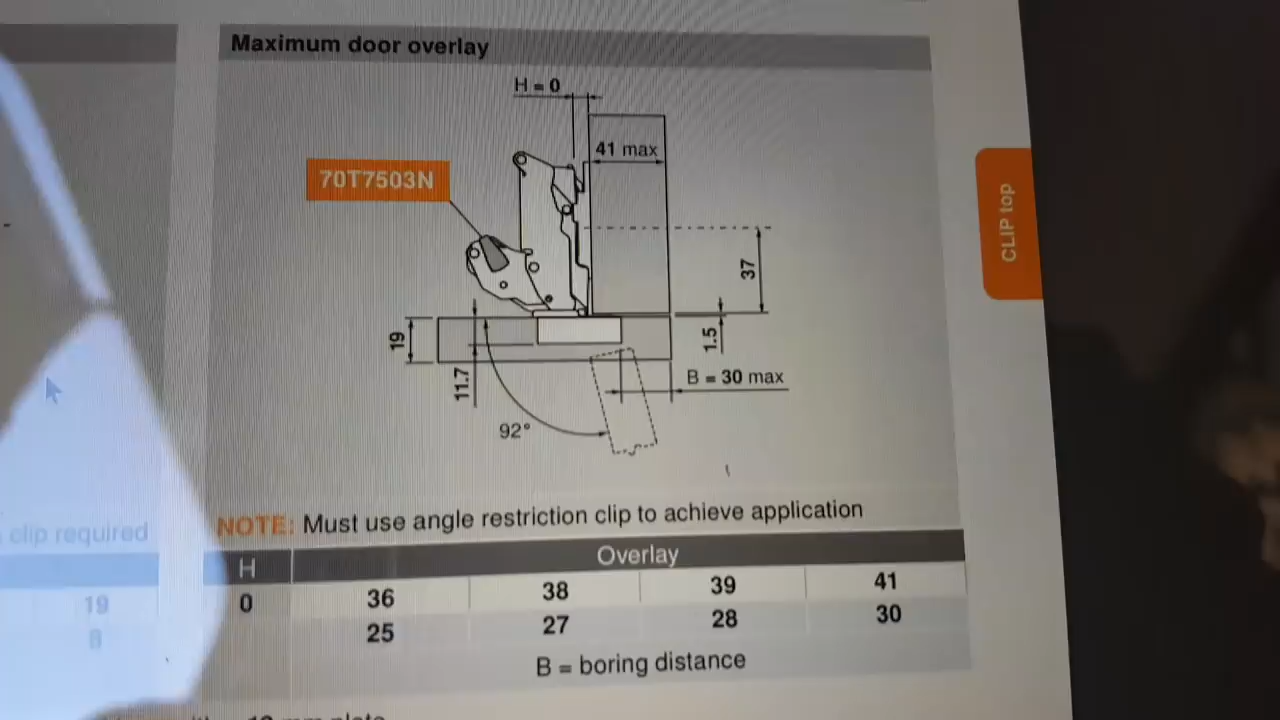 Maximum door overlay
H = 0
41 max
70T7503N
CLIP top
37
19
1.5
11.7
B = 30 max
92°
clip required
NOTE: Must use angle restriction clip to achieve application
H Overlay
19 0 36 38 39 41
8 25 27 28 30
B = boring distance